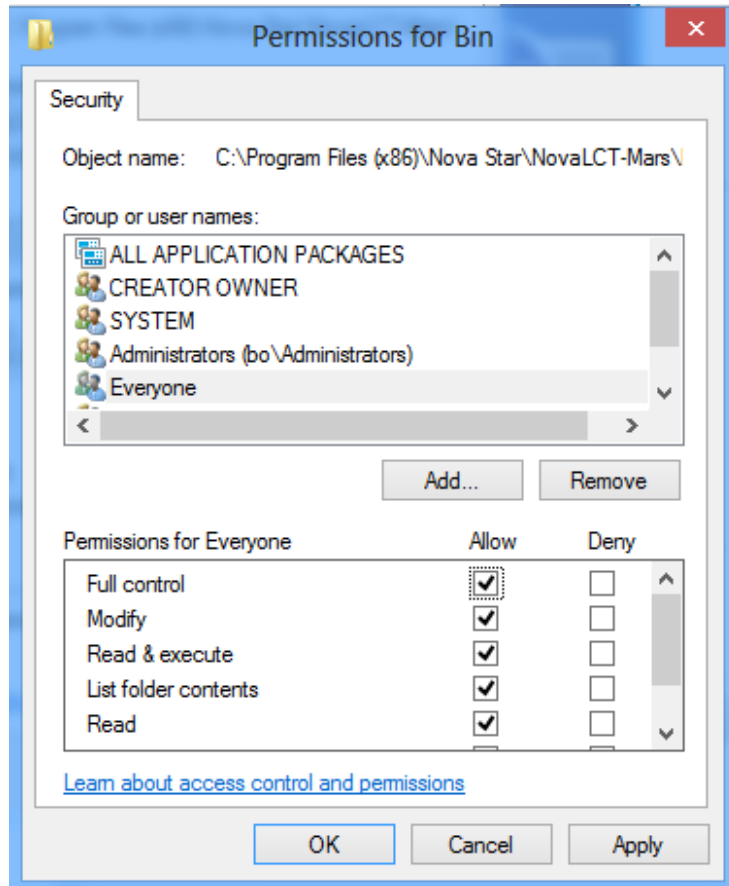 Permissions for Bin
Security
Object name: C:\Program Files (x86)\Nova Star\NovaLCT-Mars\
Group or user names:
ALL APPLICATION PACKAGES
CREATOR OWNER
SYSTEM
Administrators (bo\Administrators)
Everyone
Add... Remove
Permissions for Everyone Allow Deny
Full control
Modify
Read & execute
List folder contents
Read
Learn about access control and permissions
OK Cancel Apply